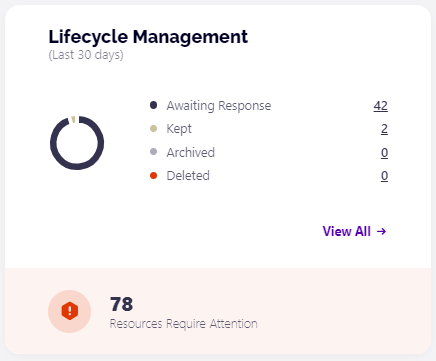 Lifecycle Management
(Last 30 days)
Awaiting Response 42
Kept 2
Archived 0
Deleted 0
View All →
78
Resources Require Attention